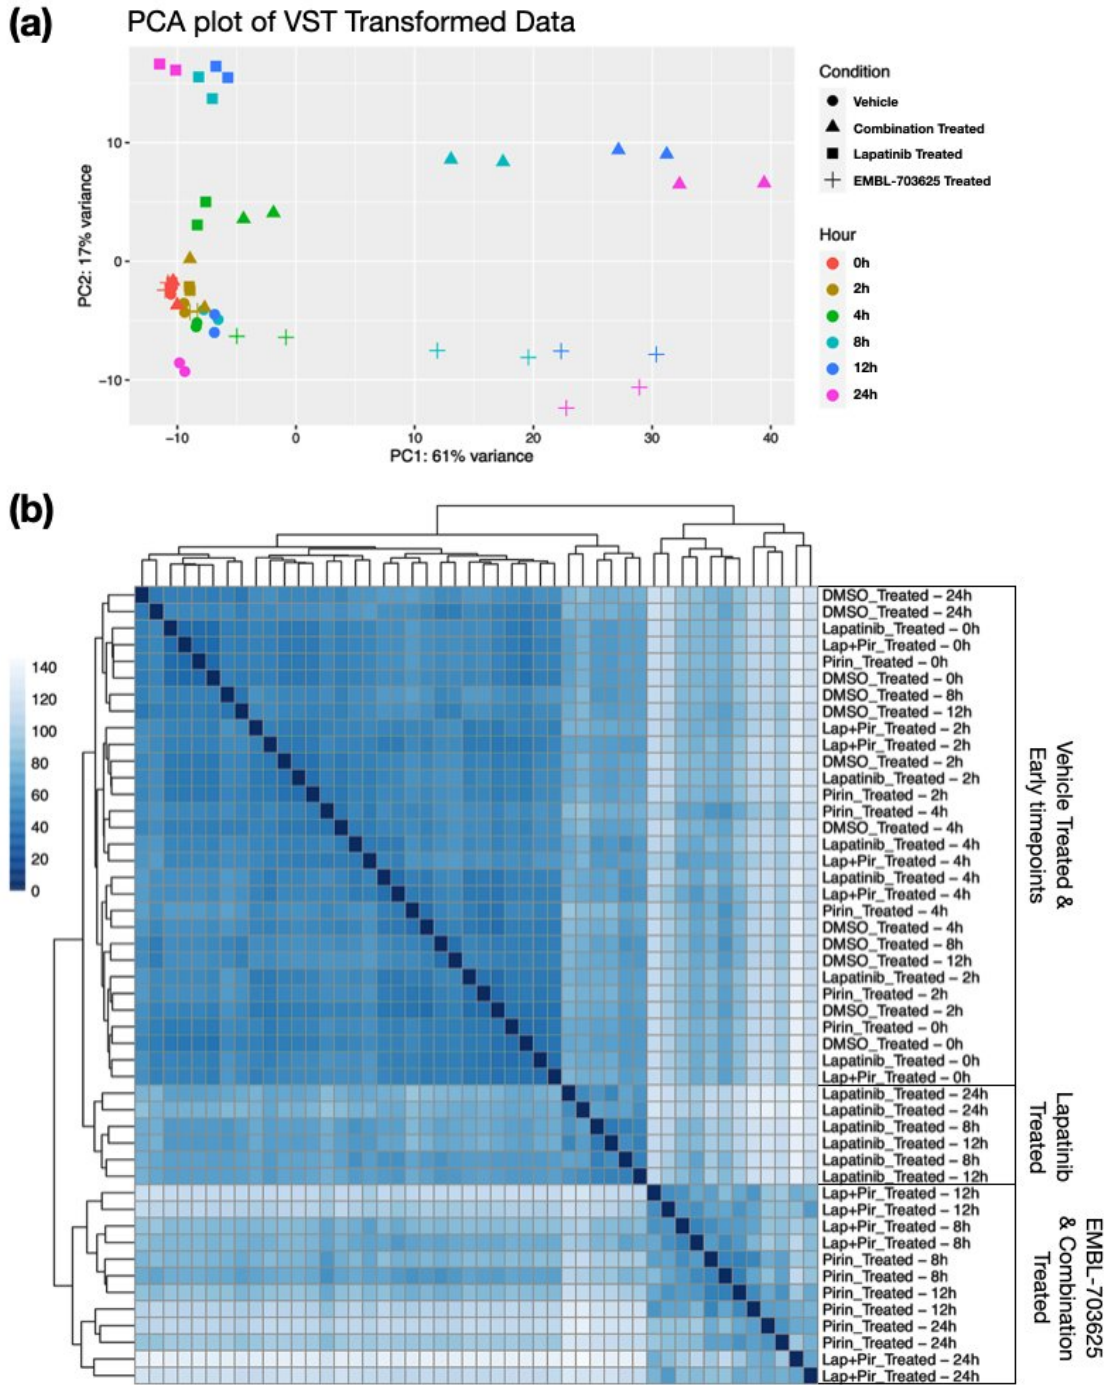 (a)
PCA plot of VST Transformed Data
10
0
−10
PC2: 17% variance
−10
0
10
20
30
40
PC1: 61% variance
Condition
Vehicle
Combination Treated
Lapatinib Treated
EMBL-703625 Treated
Hour
0h
2h
4h
8h
12h
24h
(b)
140
120
100
80
60
40
20
0
DMSO_Treated – 24h
DMSO_Treated – 24h
Lapatinib_Treated – 0h
Lap+Pir_Treated – 0h
Pirin_Treated – 0h
DMSO_Treated – 0h
DMSO_Treated – 8h
DMSO_Treated – 12h
Lap+Pir_Treated – 2h
Lap+Pir_Treated – 2h
DMSO_Treated – 2h
Lapatinib_Treated – 2h
Pirin_Treated – 2h
Pirin_Treated – 4h
DMSO_Treated – 4h
Lapatinib_Treated – 4h
Lap+Pir_Treated – 4h
Lapatinib_Treated – 4h
Lap+Pir_Treated – 4h
Pirin_Treated – 4h
DMSO_Treated – 4h
DMSO_Treated – 8h
DMSO_Treated – 12h
Lapatinib_Treated – 2h
Pirin_Treated – 2h
DMSO_Treated – 2h
Pirin_Treated – 0h
DMSO_Treated – 0h
Lapatinib_Treated – 0h
Lap+Pir_Treated – 0h
Lapatinib_Treated – 24h
Lapatinib_Treated – 24h
Lapatinib_Treated – 8h
Lapatinib_Treated – 12h
Lapatinib_Treated – 8h
Lapatinib_Treated – 12h
Lap+Pir_Treated – 12h
Lap+Pir_Treated – 12h
Lap+Pir_Treated – 8h
Lap+Pir_Treated – 8h
Pirin_Treated – 8h
Pirin_Treated – 8h
Pirin_Treated – 12h
Pirin_Treated – 12h
Pirin_Treated – 24h
Pirin_Treated – 24h
Lap+Pir_Treated – 24h
Lap+Pir_Treated – 24h
Vehicle Treated &
Early timepoints
Lapatinib
Treated
EMBL-703625
& Combination
Treated